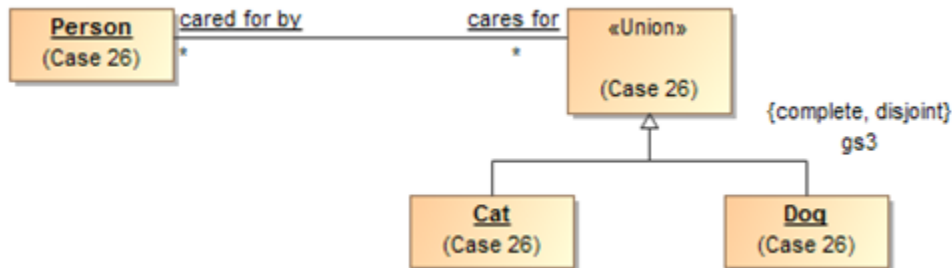 Person
(Case 26)
cared for by
*
cares for
*
«Union»
(Case 26)
{complete, disjoint}
gs3
Cat
(Case 26)
Dog
(Case 26)